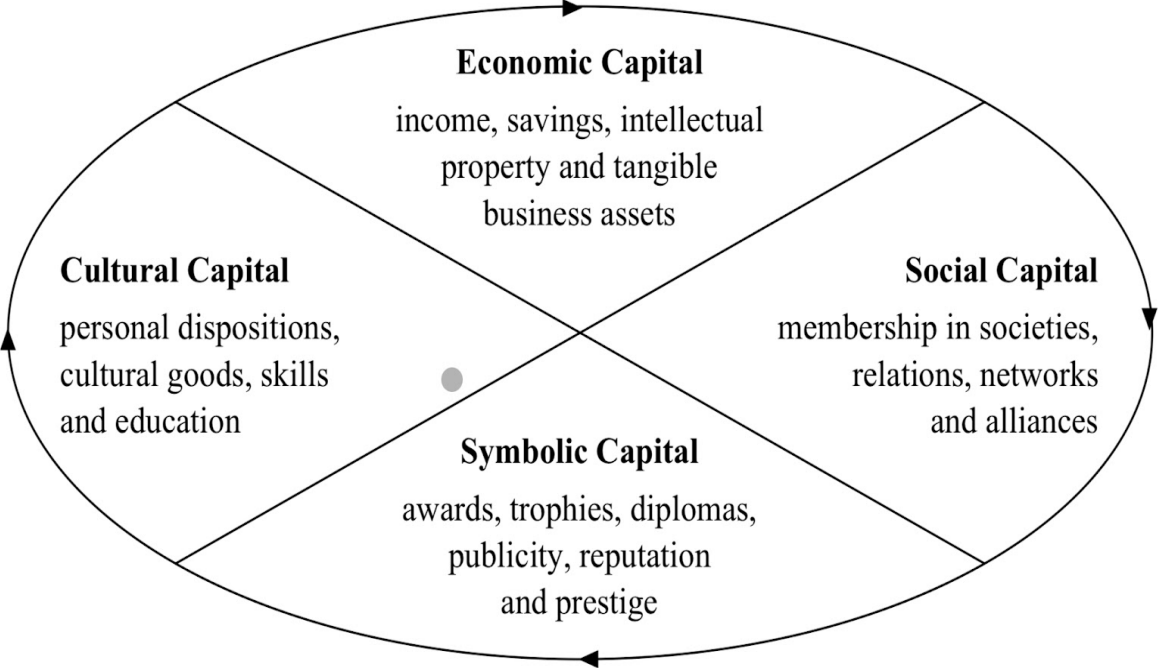 Economic Capital
income, savings, intellectual
property and tangible
business assets
Cultural Capital
personal dispositions,
cultural goods, skills
and education
Social Capital
membership in societies,
relations, networks
and alliances
Symbolic Capital
awards, trophies, diplomas,
publicity, reputation
and prestige